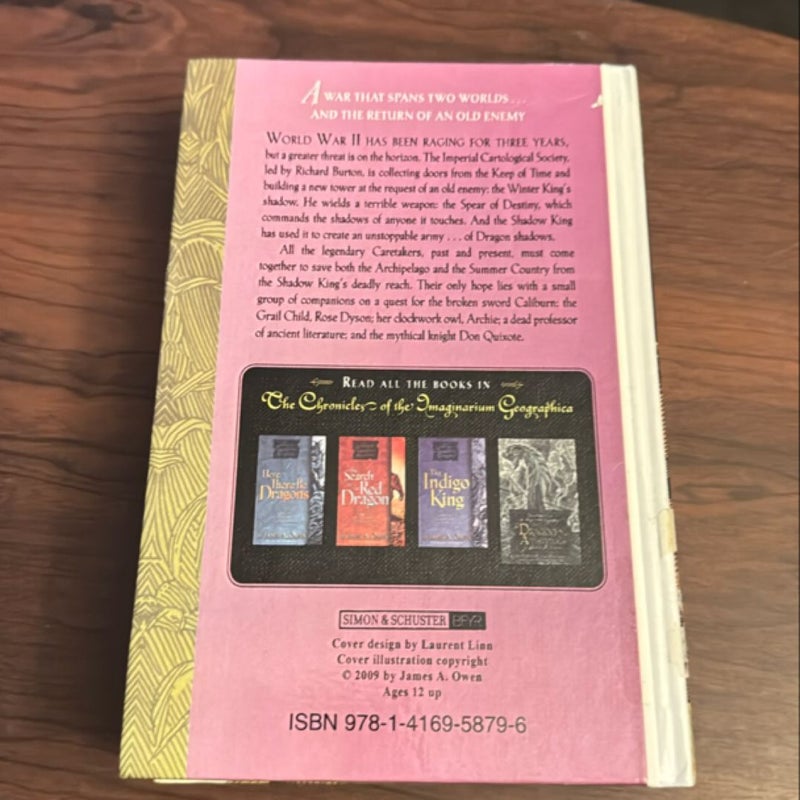 A WAR THAT SPANS TWO WORLDS . . .
AND THE RETURN OF AN OLD ENEMY
WORLD WAR II HAS BEEN RAGING FOR THREE YEARS,
but a greater threat is on the horizon. The Imperial Cartological Society,
led by Richard Burton, is collecting doors from the Keep of Time and
building a new tower at the request of an old enemy: the Winter King's
shadow. He wields a terrible weapon: the Spear of Destiny, which
commands the shadows of anyone it touches. And the Shadow King
has used it to create an unstoppable army . . . of Dragon shadows.
All the legendary Caretakers, past and present, must come
together to save both the Archipelago and the Summer Country from
the Shadow King's deadly reach. Their only hope lies with a small
group of companions on a quest for the broken sword Caliburn: the
Grail Child, Rose Dyson; her clockwork owl, Archie; a dead professor
of ancient literature; and the mythical knight Don Quixote.
READ ALL THE BOOKS IN
The Chronicles of the Imaginarium Geographica
Here, There Be
Dragons
The
Search
Red
Dragon
The
Indigo
King
SIMON & SCHUSTER BFYR
Cover design by Laurent Linn
Cover illustration copyright
© 2009 by James A. Owen
Ages 12 up
ISBN 978-1-4169-5879-6